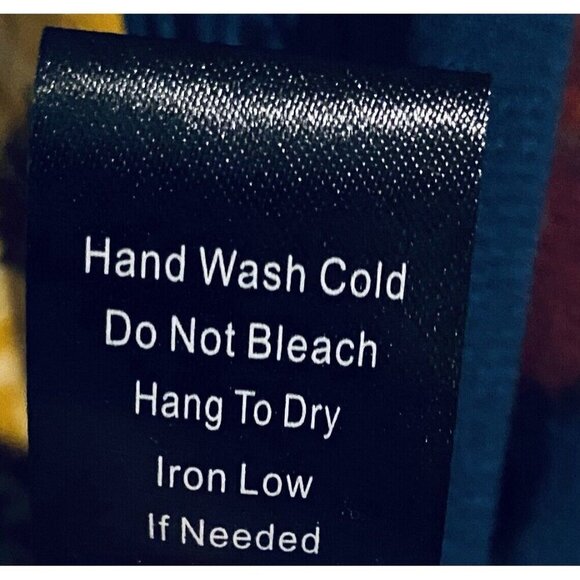 Hand Wash Cold
Do Not Bleach
Hang To Dry
Iron Low
If Needed